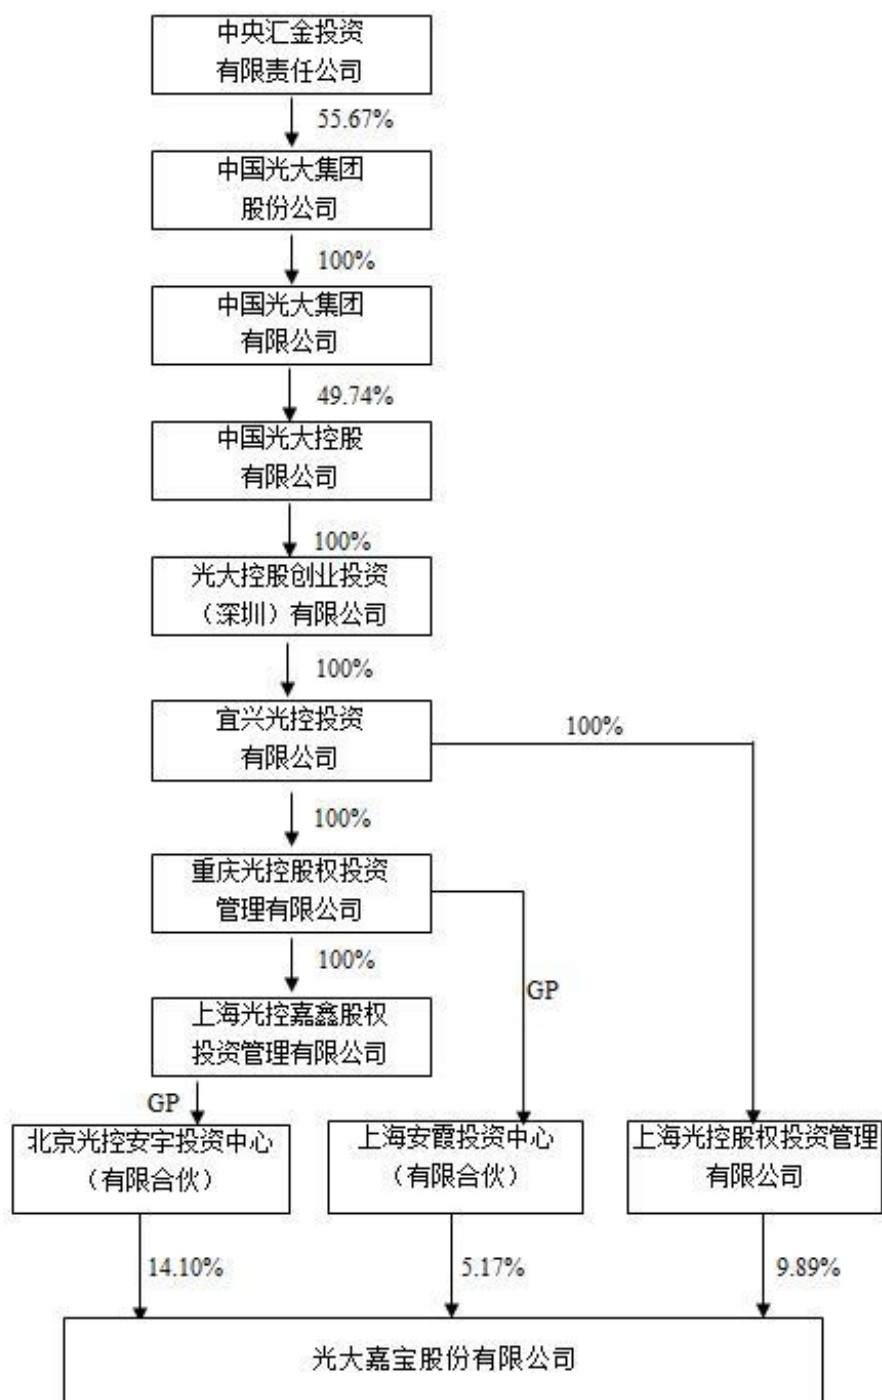 中央汇金投资
有限责任公司
55.67%
中国光大集团
股份公司
100%
中国光大集团
有限公司
49.74%
中国光大控股
有限公司
100%
光大控股创业投资
（深圳）有限公司
100%
宜兴光控投资
有限公司
100%
100%
重庆光控股权投资
管理有限公司
100%
GP
上海光控嘉鑫股权
投资管理有限公司
GP
北京光控安宇投资中心
（有限合伙）
上海安霞投资中心
（有限合伙）
上海光控股权投资管理
有限公司
14.10%
5.17%
9.89%
光大嘉宝股份有限公司